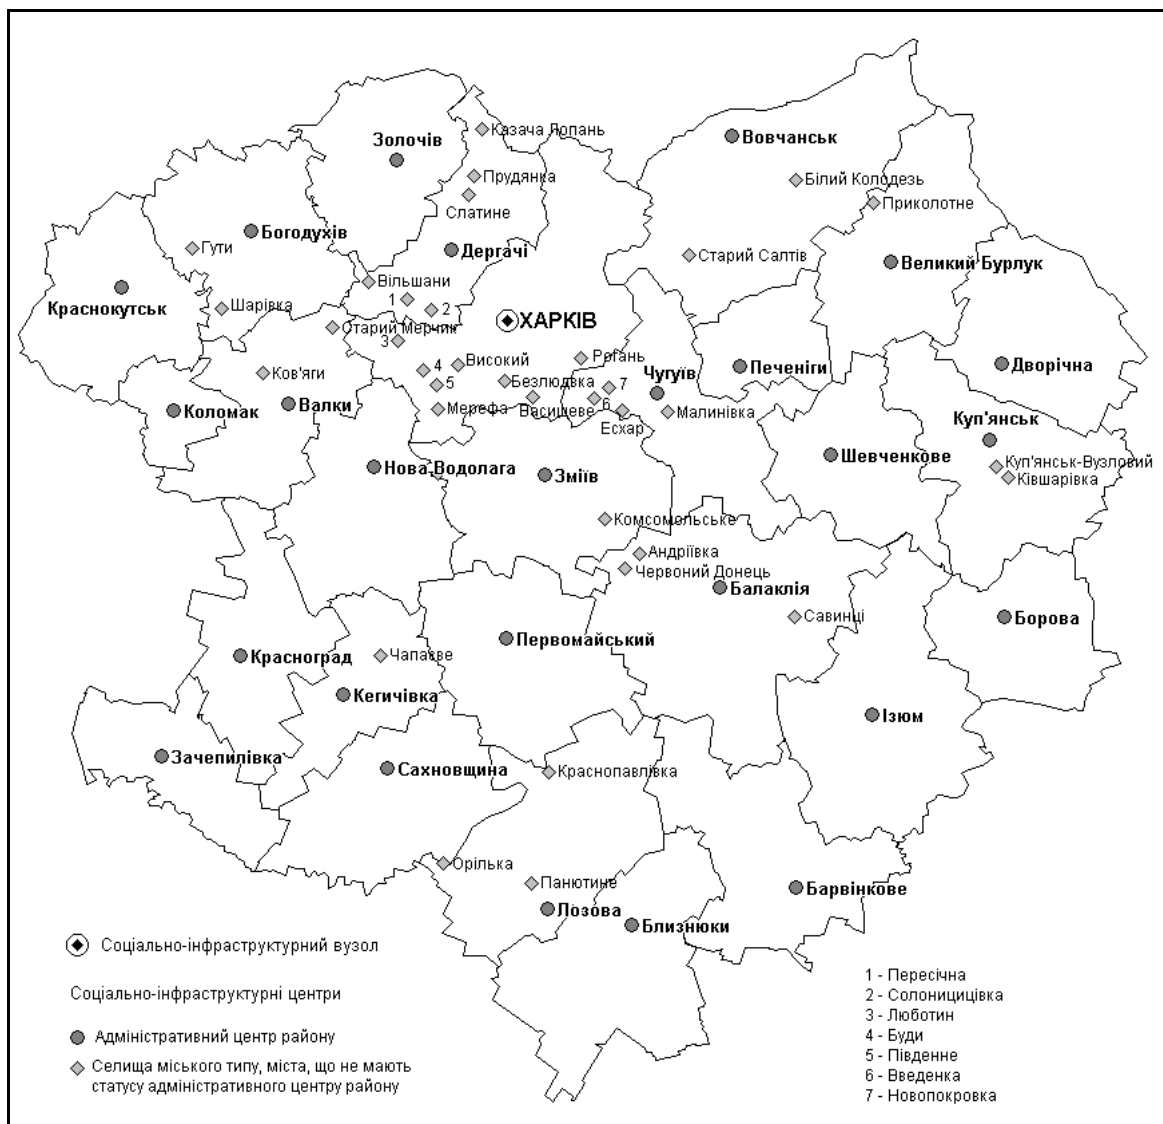 Казача Лопань
Золочів
Вовчанськ
Прудянка
Білий Колодезь
Слатине
Приколотне
Богодухів
Гути
Дергачі
Старий Салтів
Великий Бурлук
Вільшани
Краснокутськ
1
2
Шарівка
ХАРКІВ
Старий Мерчик
3
Високий
Рогань
Печеніги
Дворічна
4
Ков'яги
Безлюдвка
7
Чугуїв
5
Валки
Коломак
Мерефа
Васищеве
6
Малинівка
Есхар
Куп'янськ
Шевченкове
Нова-Водолага
Зміїв
Куп'янськ-Вузловий
Ківшарівка
Комсомольське
Андріївка
Червоний Донець
Балаклія
Савинці
Борова
Первомайський
Красноград
Чапаєве
Кегичівка
Ізюм
Зачепилівка
Сахновщина
Краснопавлівка
Орілька
Панютине
Барвінкове
Лозова
Близнюки
Соціально-інфраструктурний вузол
Соціально-інфраструктурні центри
Адміністративний центр району
Селища міського типу, міста, що не мають
статусу адміністративного центру району
1 - Пересічна
2 - Солоницицівка
3 - Люботин
4 - Буди
5 - Південне
6 - Введенка
7 - Новопокровка